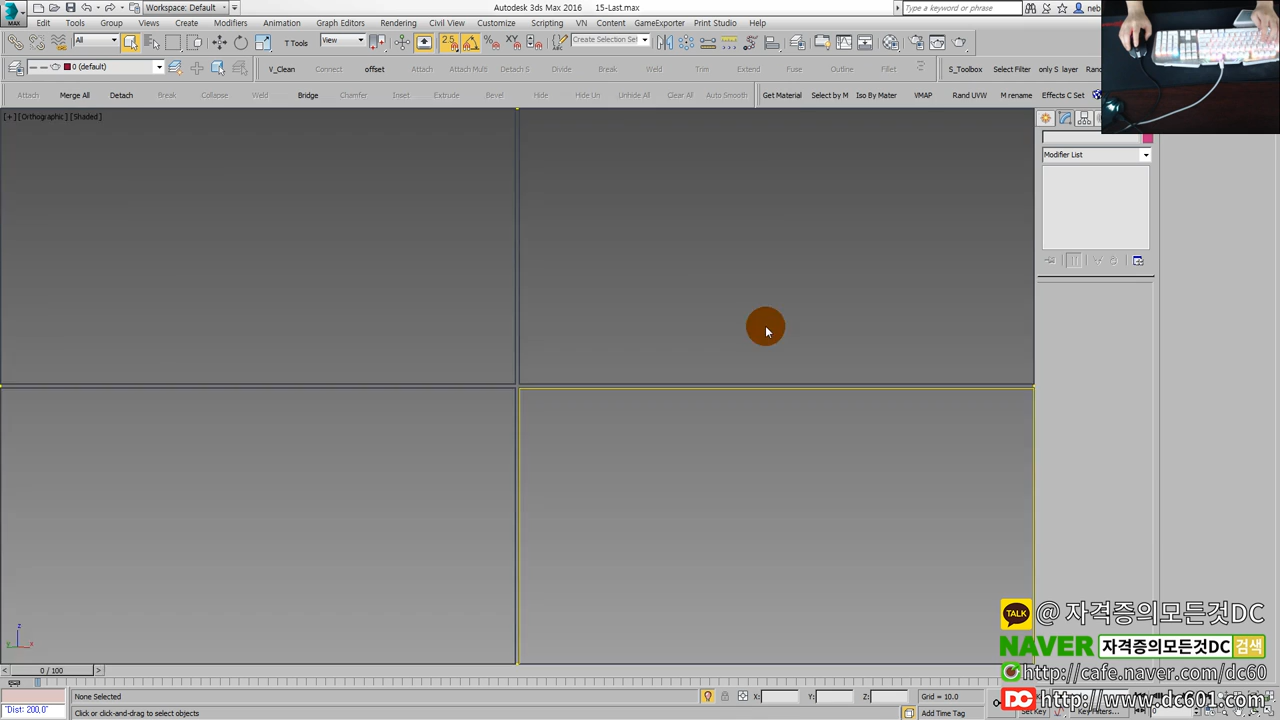 Autodesk 3ds Max 2016 15-Last.max
Workspace: Default
Type a keyword or phrase
MAX
Edit Tools Group Views Create Modifiers Animation Graph Editors Rendering Civil View Customize Scripting VN Content GameExporter Print Studio Help
All T Tools View 2.5 Create Selection Se
0 (default) V_Clean Connect offset Attach Attach Multi Detach S Divide Break Weld Trim Extend Fracture Outline Fillet S_Toolbox Select Filter only S layer
Attach Merge All Detach Break Collapse Weld Bridge Chamfer Inset Extrude Bevel Hide Hide Un Unhide All Clear All Auto Smooth Get Material Select by M Iso By Mater VMAP Rand UVW M rename Effects C Set
[+] [Orthographic] [Shaded]
Modifier List
z
x
TALK @ 자격증의모든것DC
NAVER 자격증의모든것DC 검색
http://cafe.naver.com/dc60
DC http://www.dc601.com
0 / 100
None Selected X: Y: Z: Grid = 10.0
"Dist: 200,0" Click or click-and-drag to select objects Add Time Tag Set Key